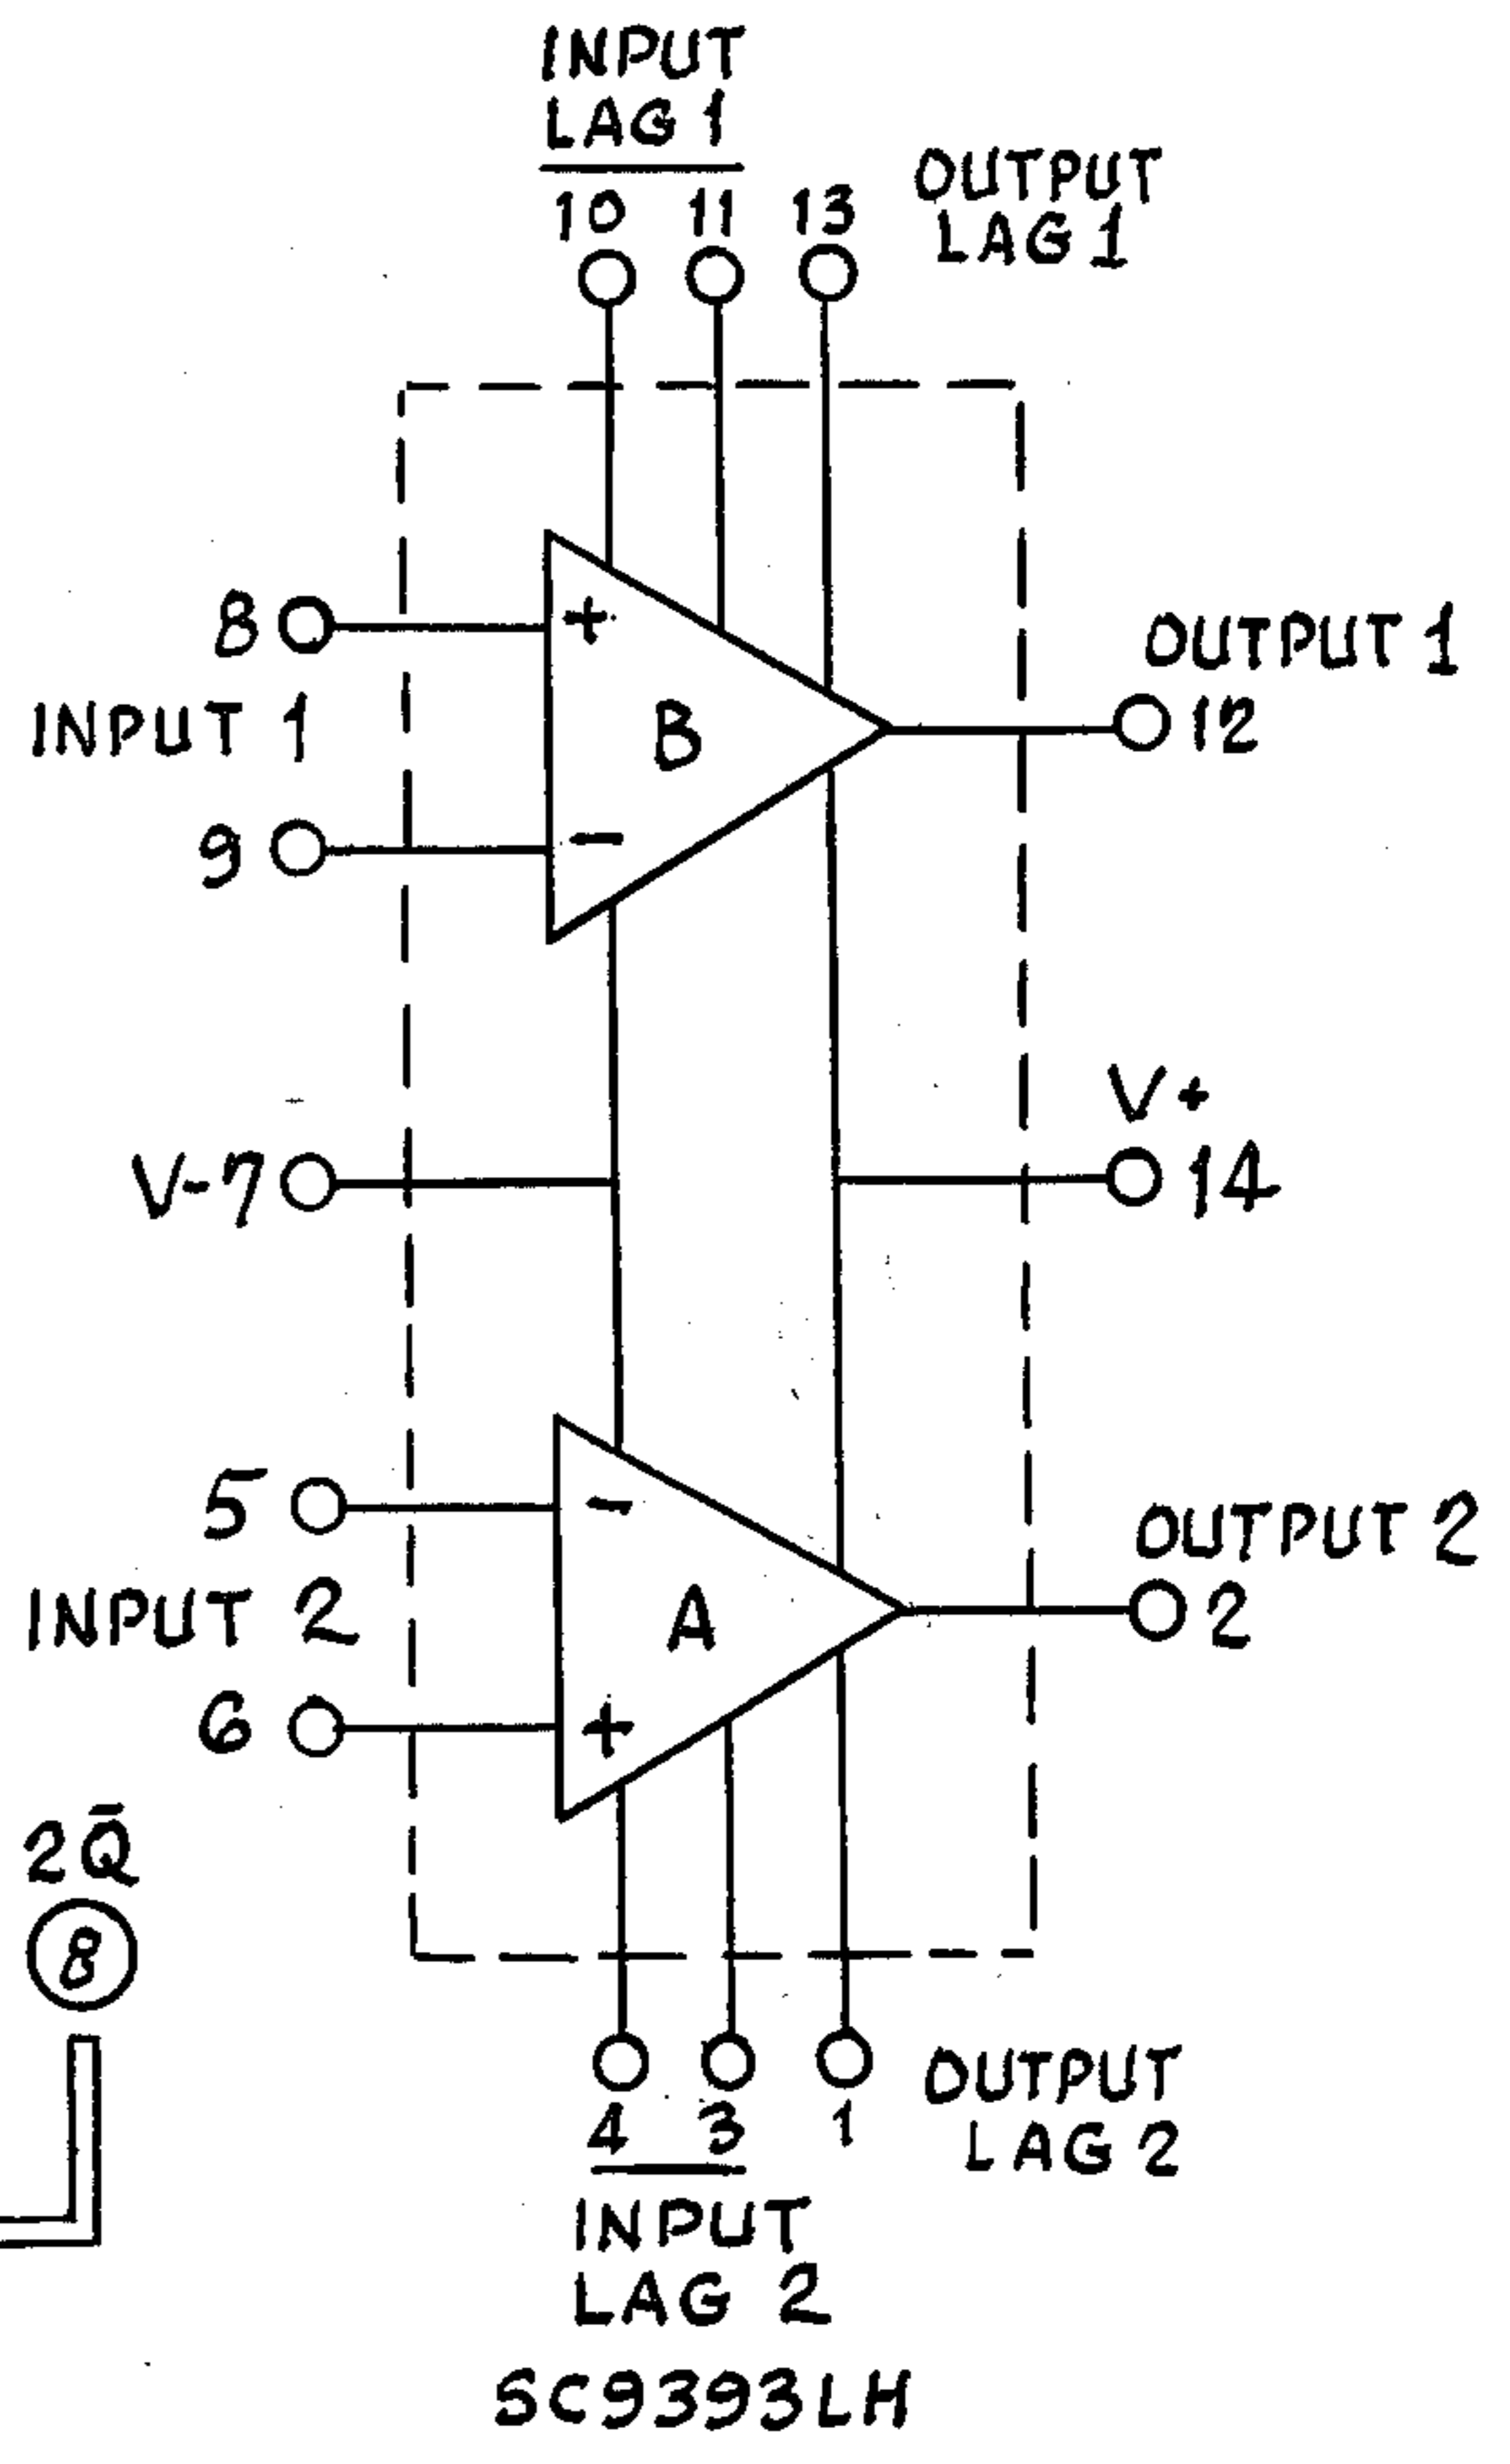 INPUT
LAG 1
10 11 13
OUTPUT
LAG 1
8
+
OUTPUT 1
INPUT 1
B
12
9
-
V+
V-7
14
5
-
OUTPUT 2
INPUT 2
A
2
6
+
2Q̄
8
4 3 1
OUTPUT
LAG 2
INPUT
LAG 2
SC9393LH